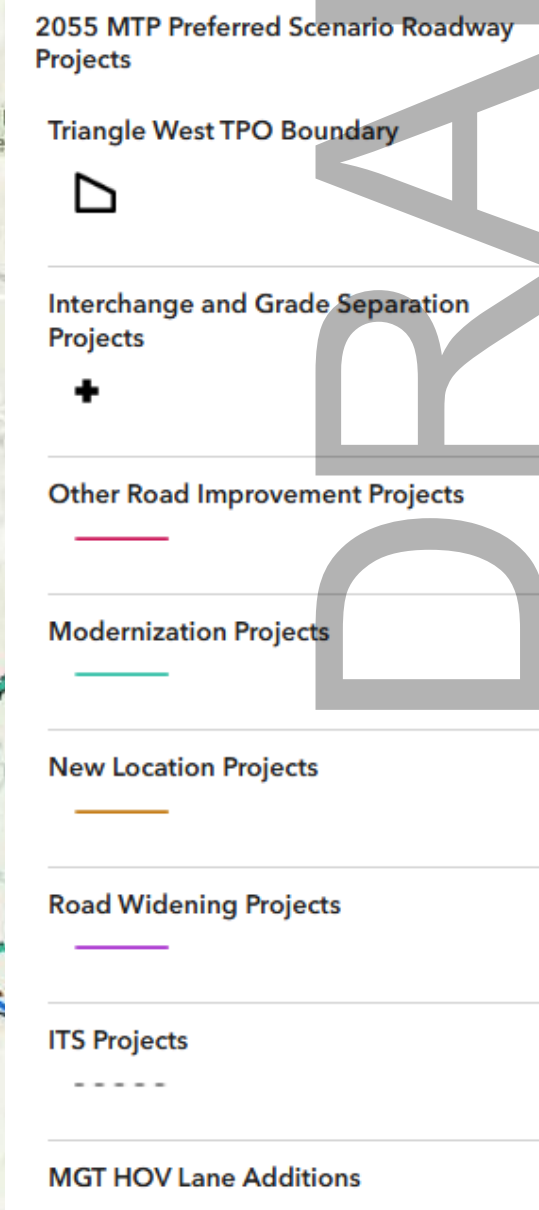 2055 MTP Preferred Scenario Roadway
Projects
Triangle West TPO Boundary
Interchange and Grade Separation
Projects
Other Road Improvement Projects
Modernization Projects
New Location Projects
Road Widening Projects
ITS Projects
MGT HOV Lane Additions
DRA